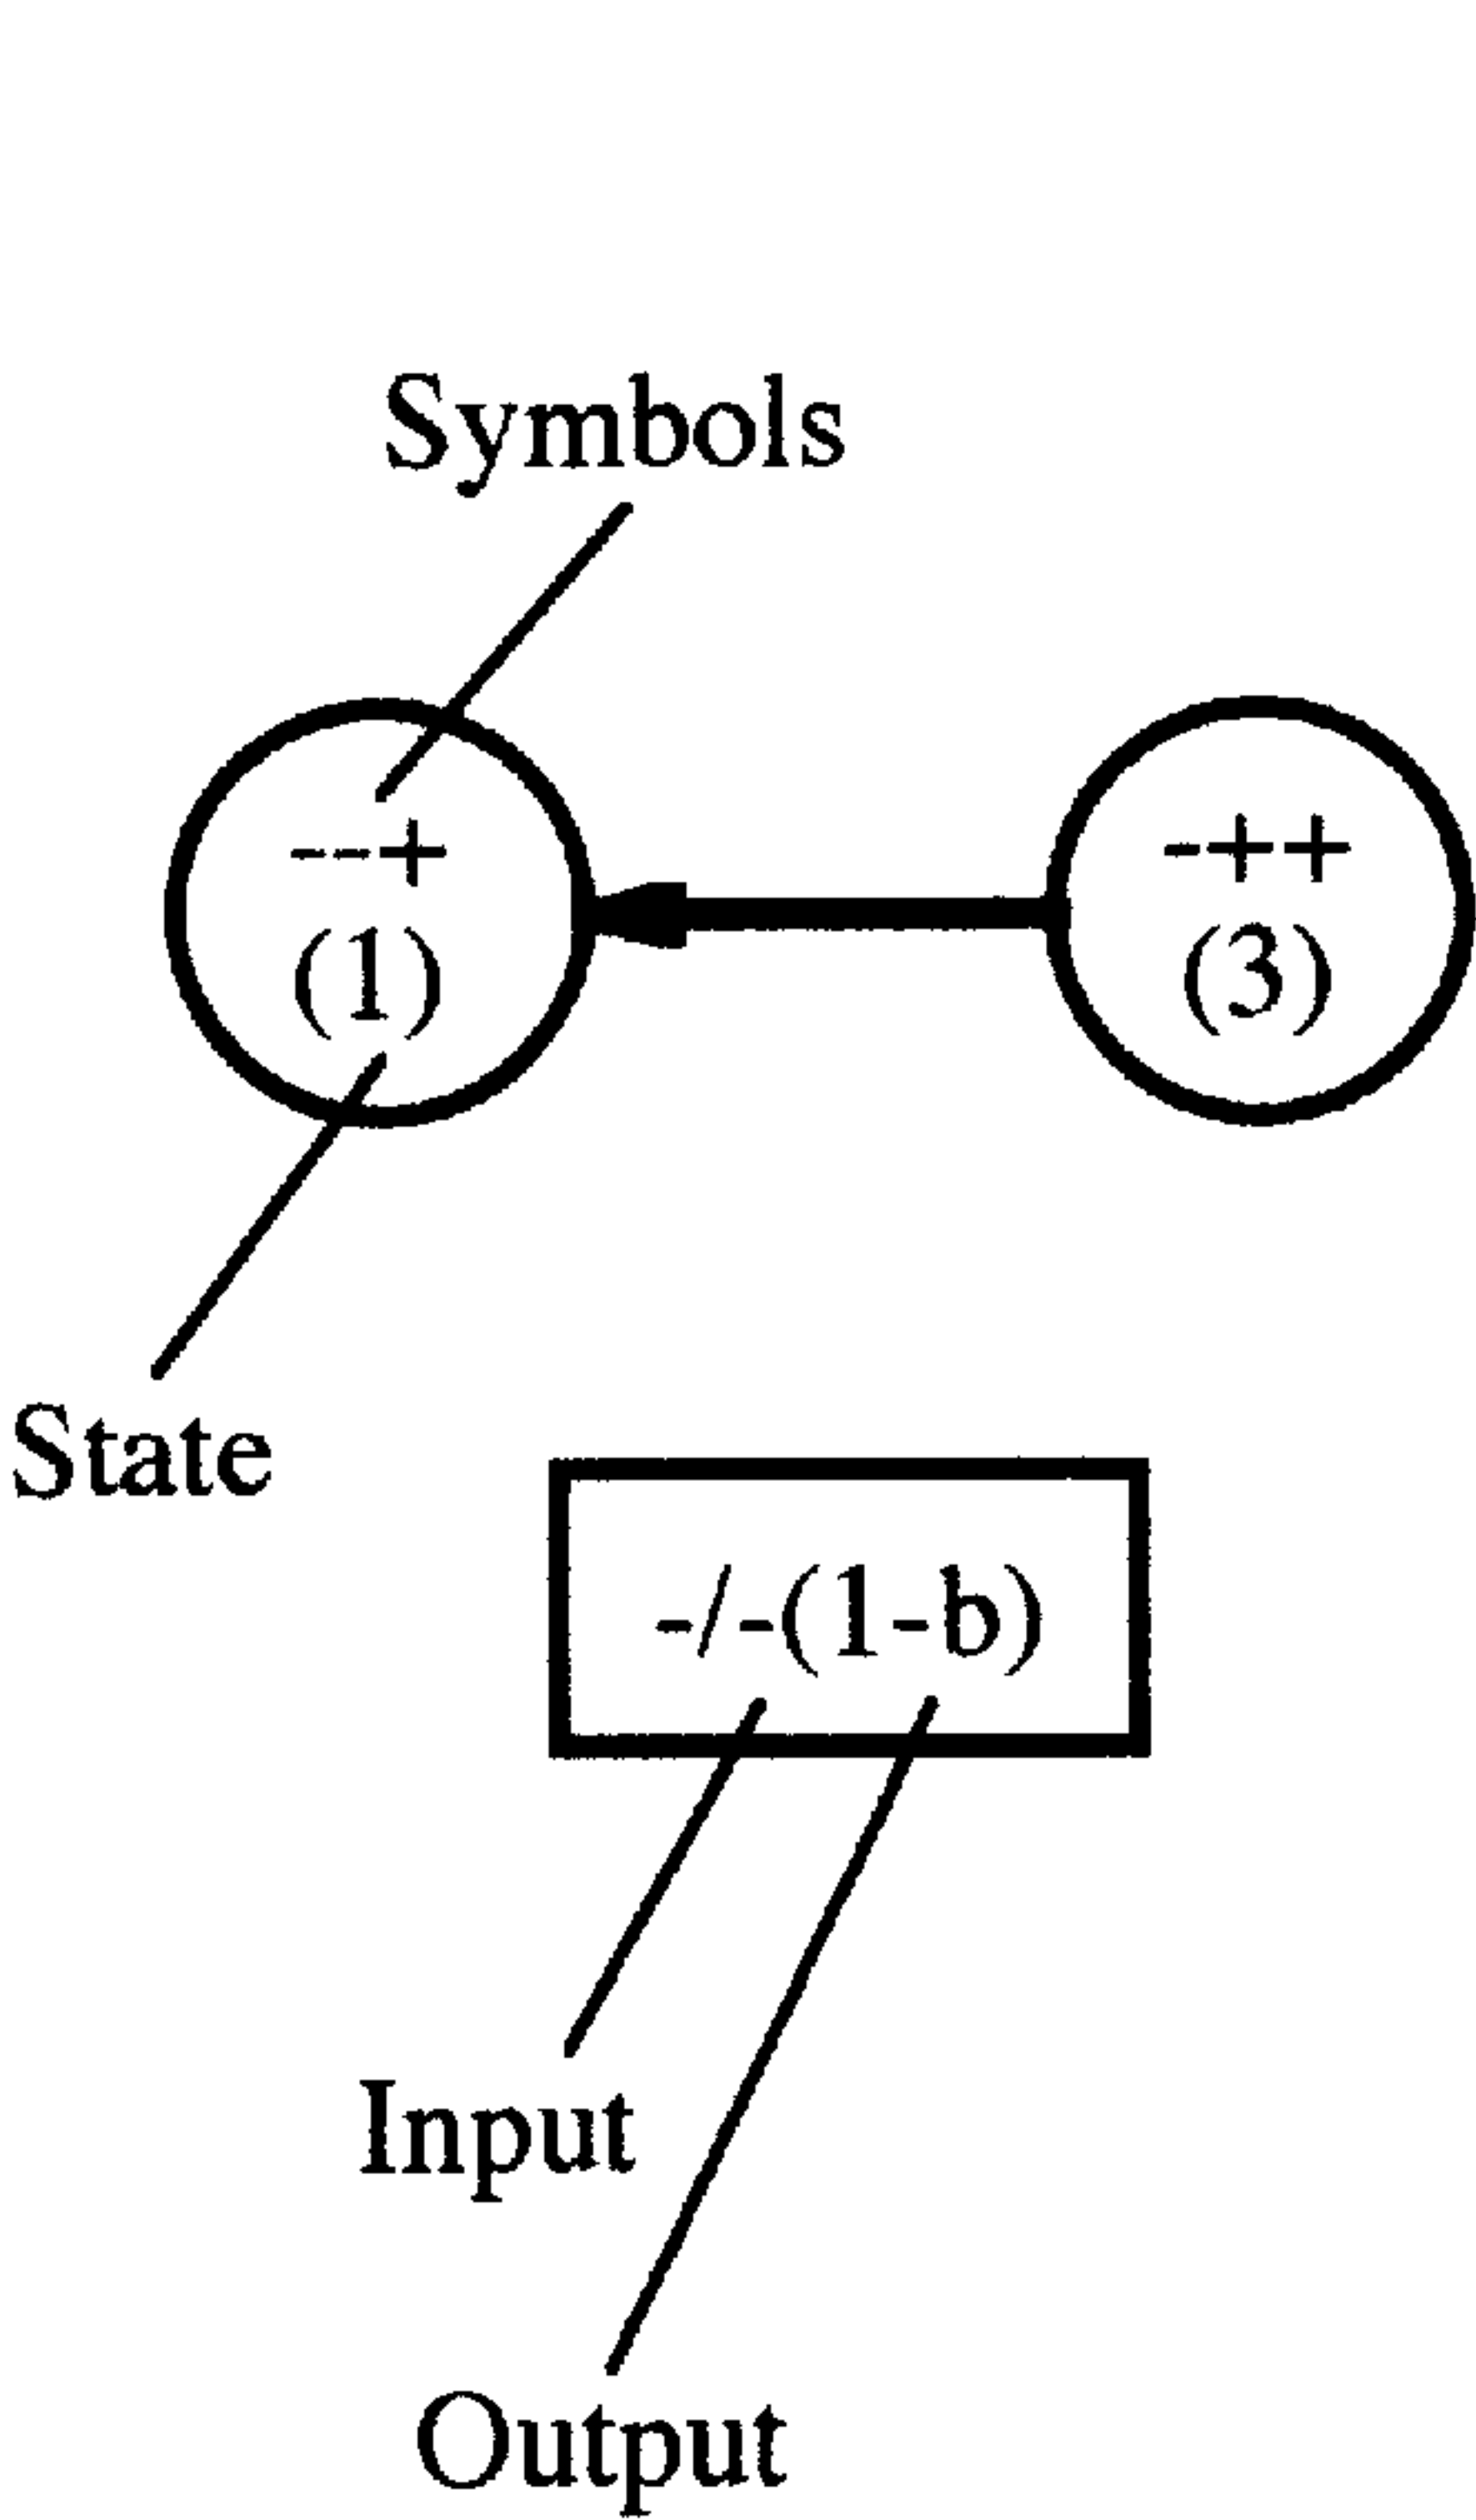 Symbols
--+
(1)
-++
(3)
State
-/-(1-b)
Input
Output